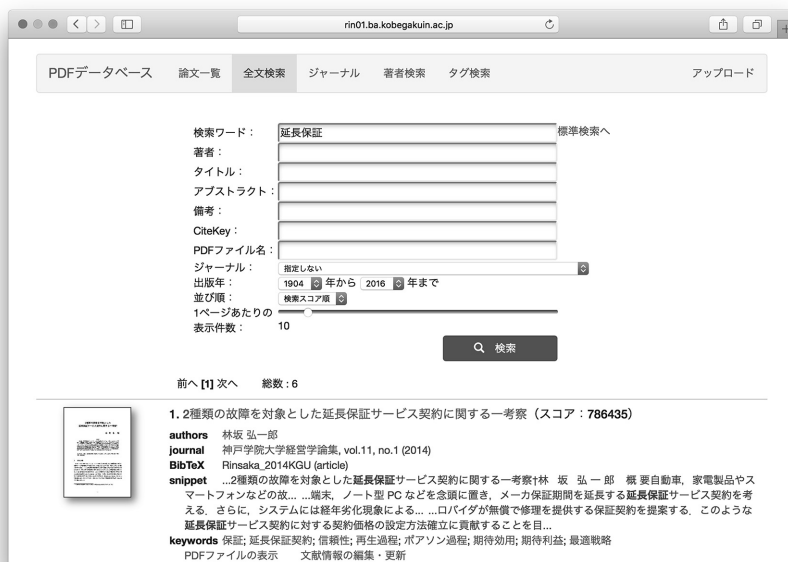 rin01.ba.kobegakuin.ac.jp
PDFデータベース 論文一覧 全文検索 ジャーナル 著者検索 タグ検索 アップロード
検索ワード： 延長保証 標準検索へ
著者：
タイトル：
アブストラクト：
備考：
CiteKey：
PDFファイル名：
ジャーナル： 指定しない
出版年： 1904 年から 2016 年まで
並び順： 検索スコア順
1ページあたりの
表示件数： 10
検索
前へ [1] 次へ 総数 : 6
1. 2種類の故障を対象とした延長保証サービス契約に関する一考察（スコア：786435）
authors 林坂 弘一郎
journal 神戸学院大学経営学論集, vol.11, no.1 (2014)
BibTeX Rinsaka_2014KGU (article)
snippet ...2種類の故障を対象とした延長保証サービス契約に関する一考察†林 坂 弘 一 郎 概 要自動車，家電製品やス
マートフォンなどの故... ...端末，ノート型 PC などを念頭に置き，メーカ保証期間を延長する延長保証サービス契約を考
える．さらに，システムには経年劣化現象による... ...ロバイダが無償で修理を提供する保証契約を提案する．このような
延長保証サービス契約に対する契約価格の設定方法確立に貢献することを目...
keywords 保証; 延長保証契約; 信頼性; 再生過程; ポアソン過程; 期待効用; 期待利益; 最適戦略
PDFファイルの表示 文献情報の編集・更新